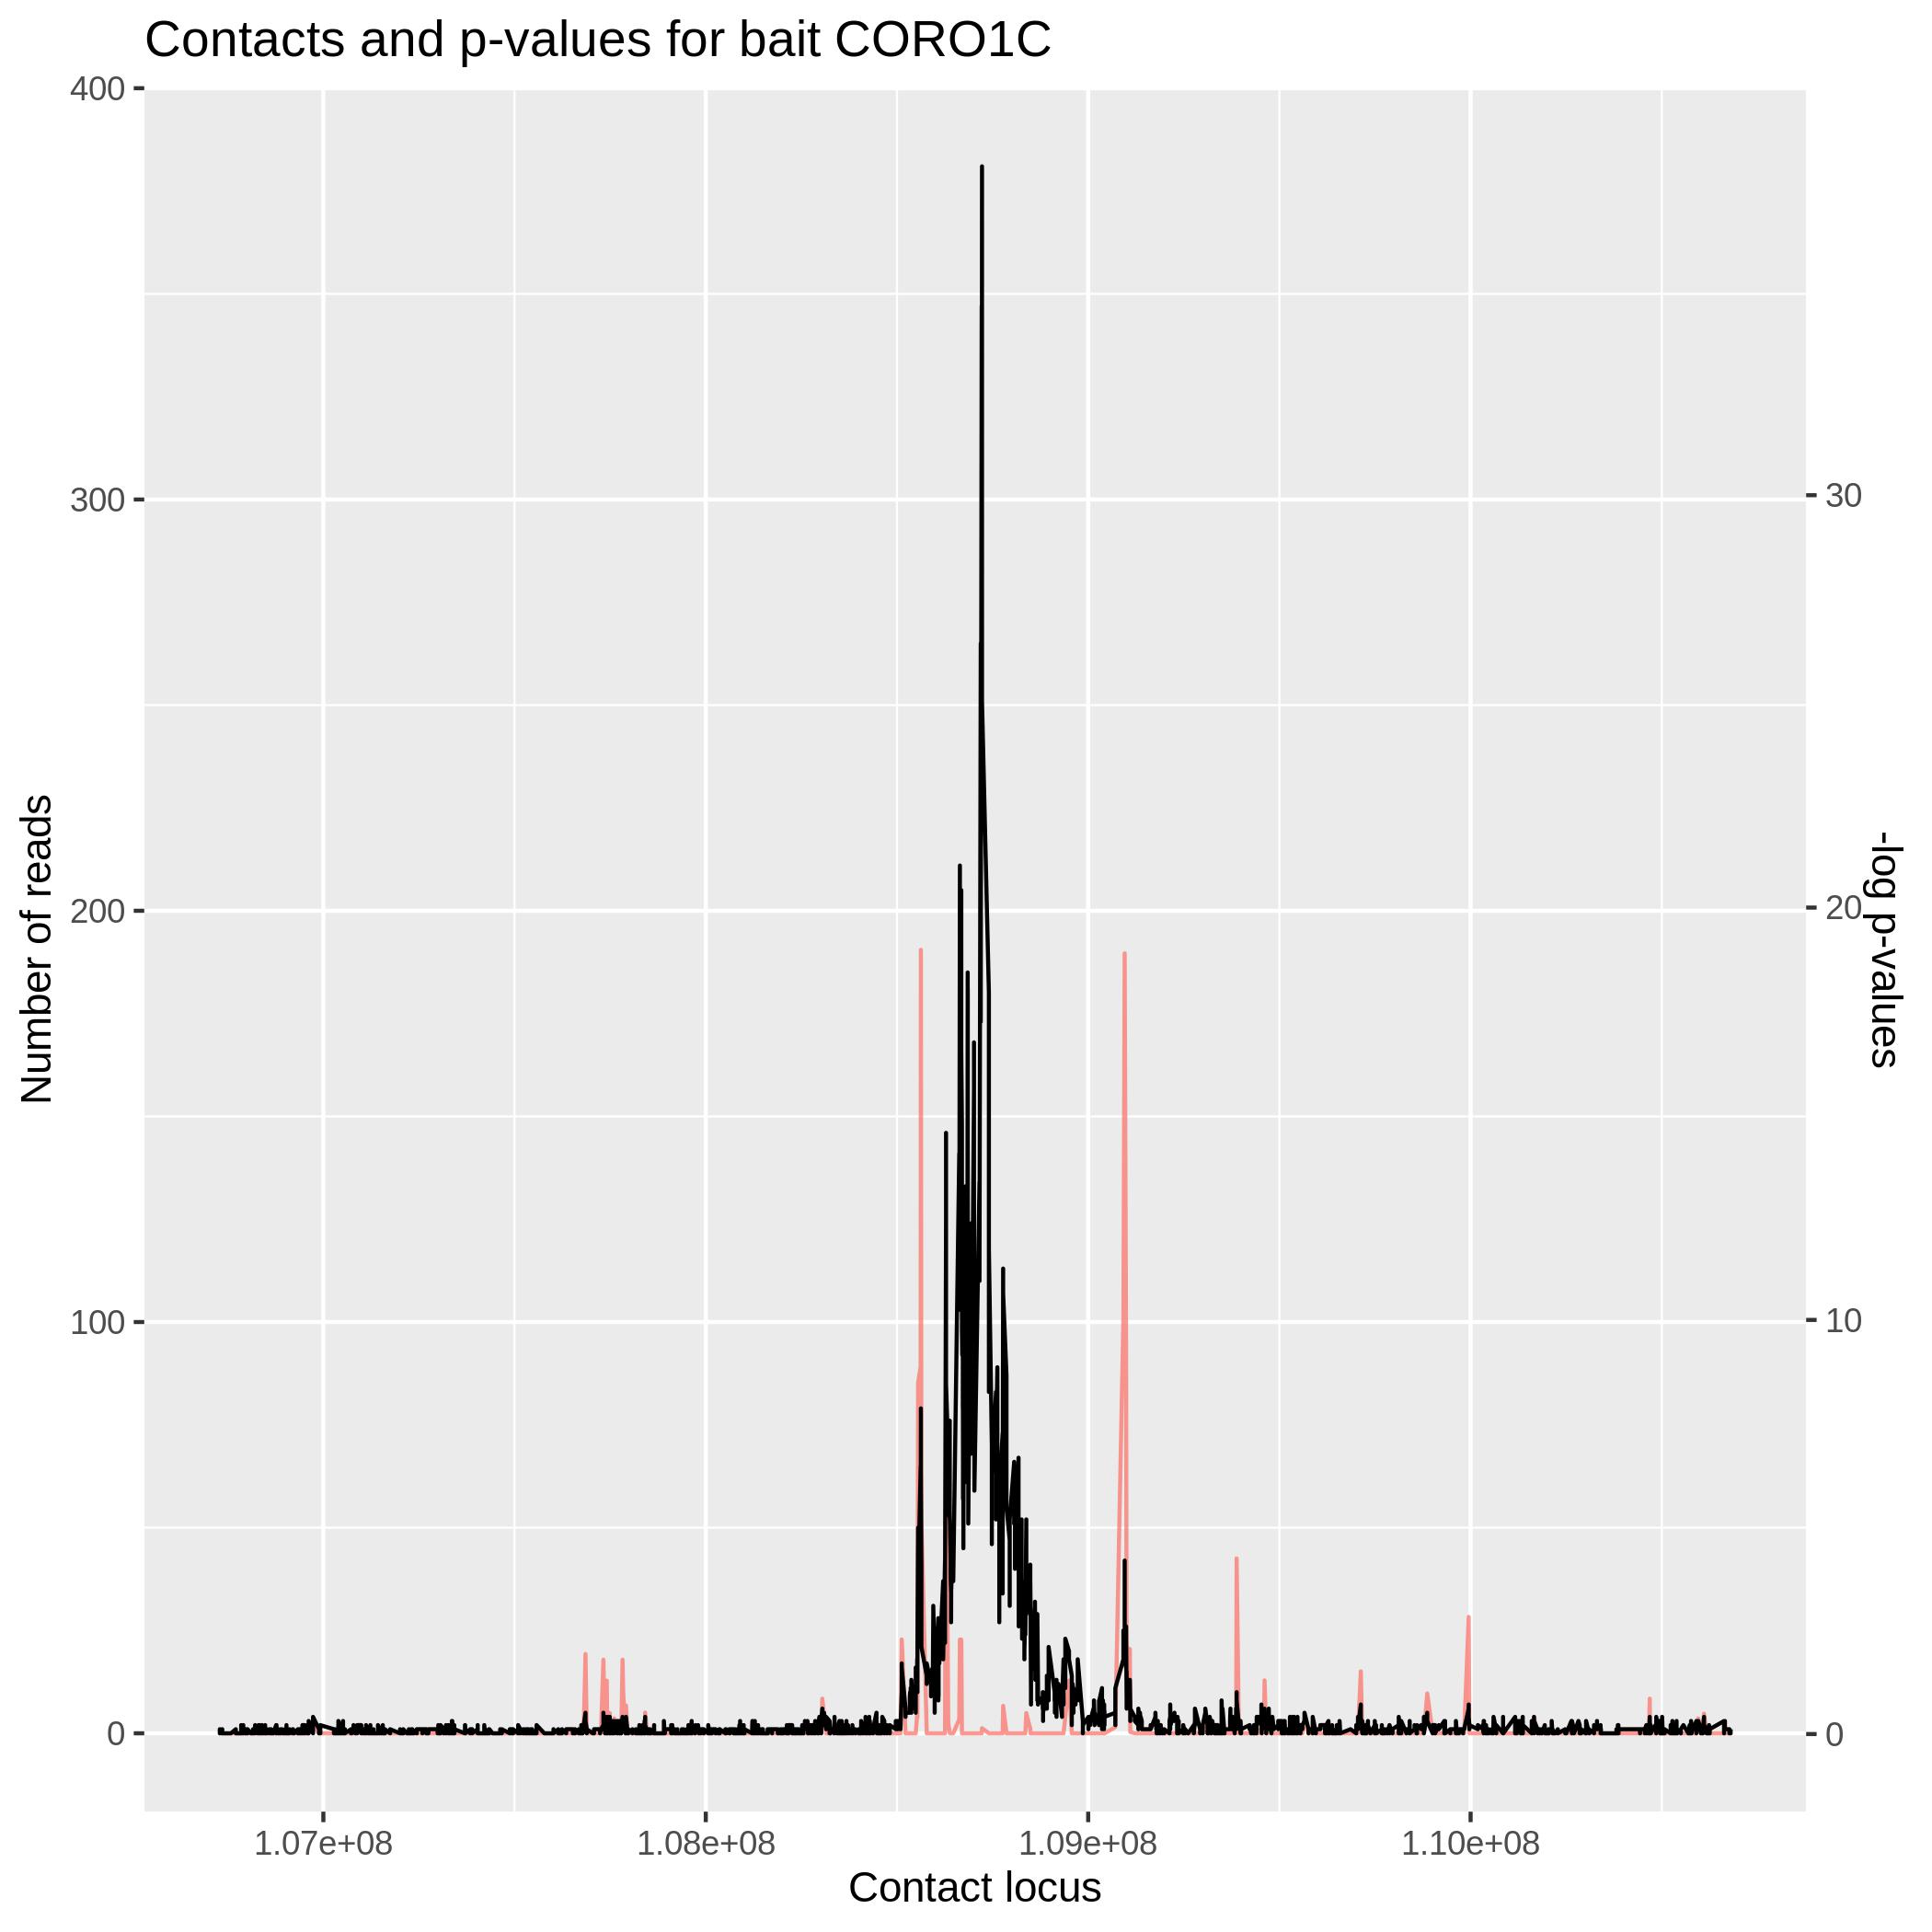 Contacts and p-values for bait CORO1C
400
300
200
100
0
Number of reads
30
20
10
0
-log p-values
1.07e+08
1.08e+08
1.09e+08
1.10e+08
Contact locus